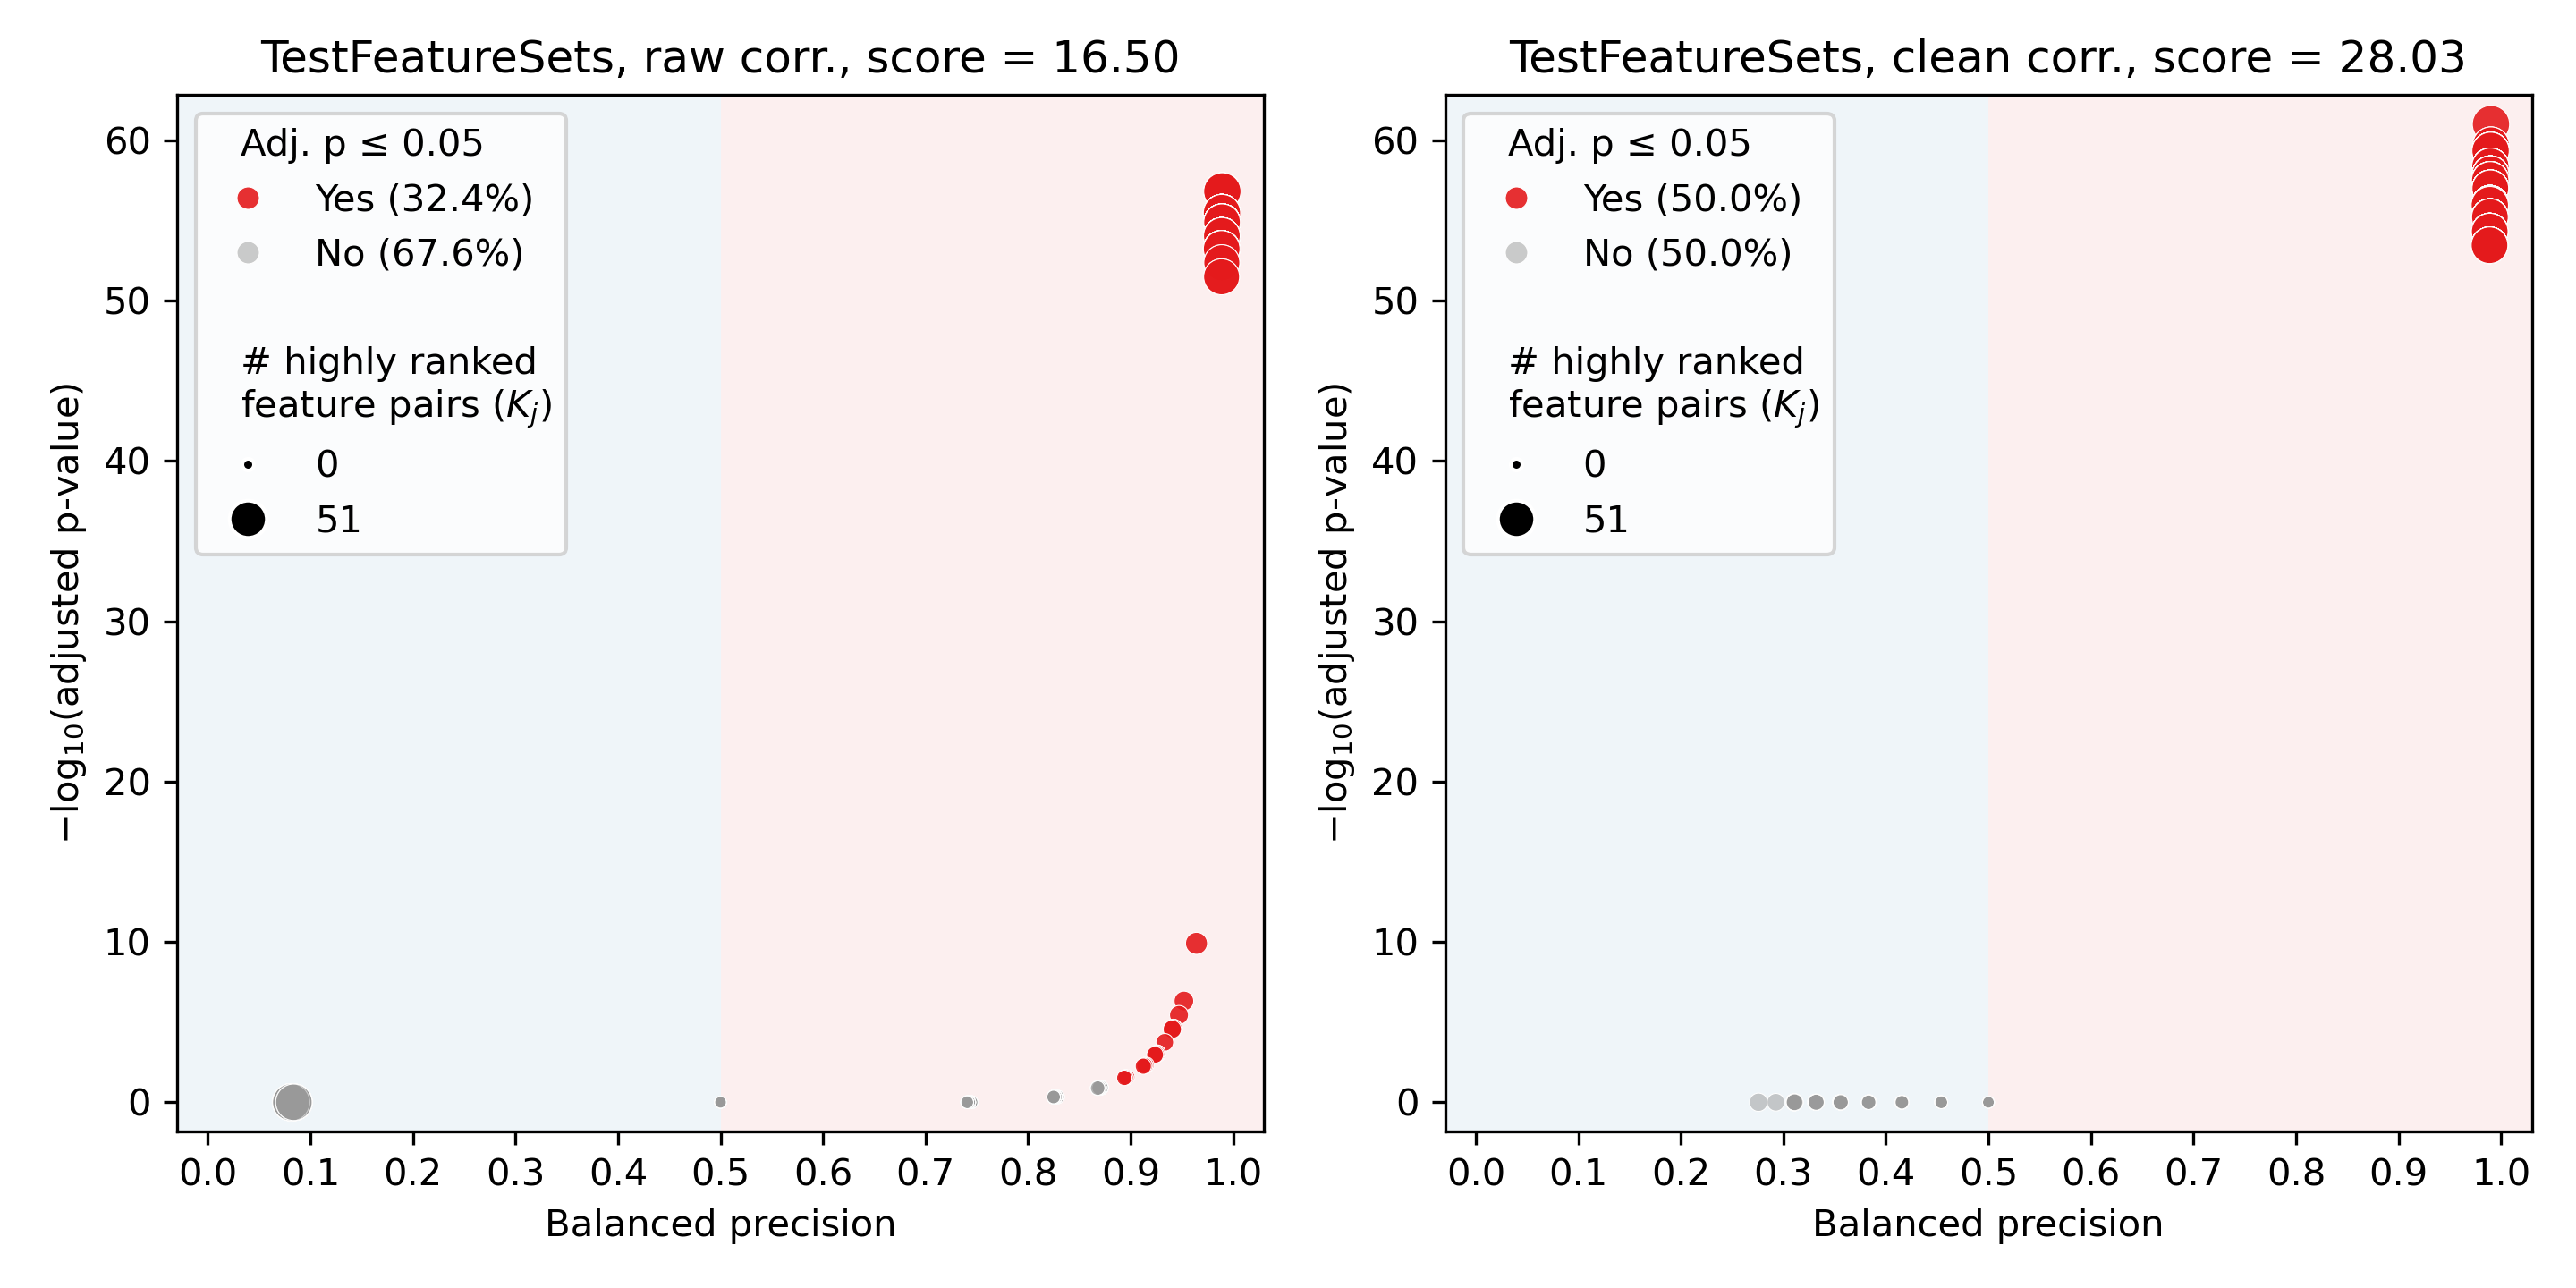 TestFeatureSets, raw corr., score = 16.50
60
50
40
30
20
10
0
−log₁₀(adjusted p-value)
Adj. p ≤ 0.05
Yes (32.4%)
No (67.6%)
# highly ranked
feature pairs (Kⱼ)
0
51
0.0 0.1 0.2 0.3 0.4 0.5 0.6 0.7 0.8 0.9 1.0
Balanced precision
TestFeatureSets, clean corr., score = 28.03
60
50
40
30
20
10
0
−log₁₀(adjusted p-value)
Adj. p ≤ 0.05
Yes (50.0%)
No (50.0%)
# highly ranked
feature pairs (Kⱼ)
0
51
0.0 0.1 0.2 0.3 0.4 0.5 0.6 0.7 0.8 0.9 1.0
Balanced precision